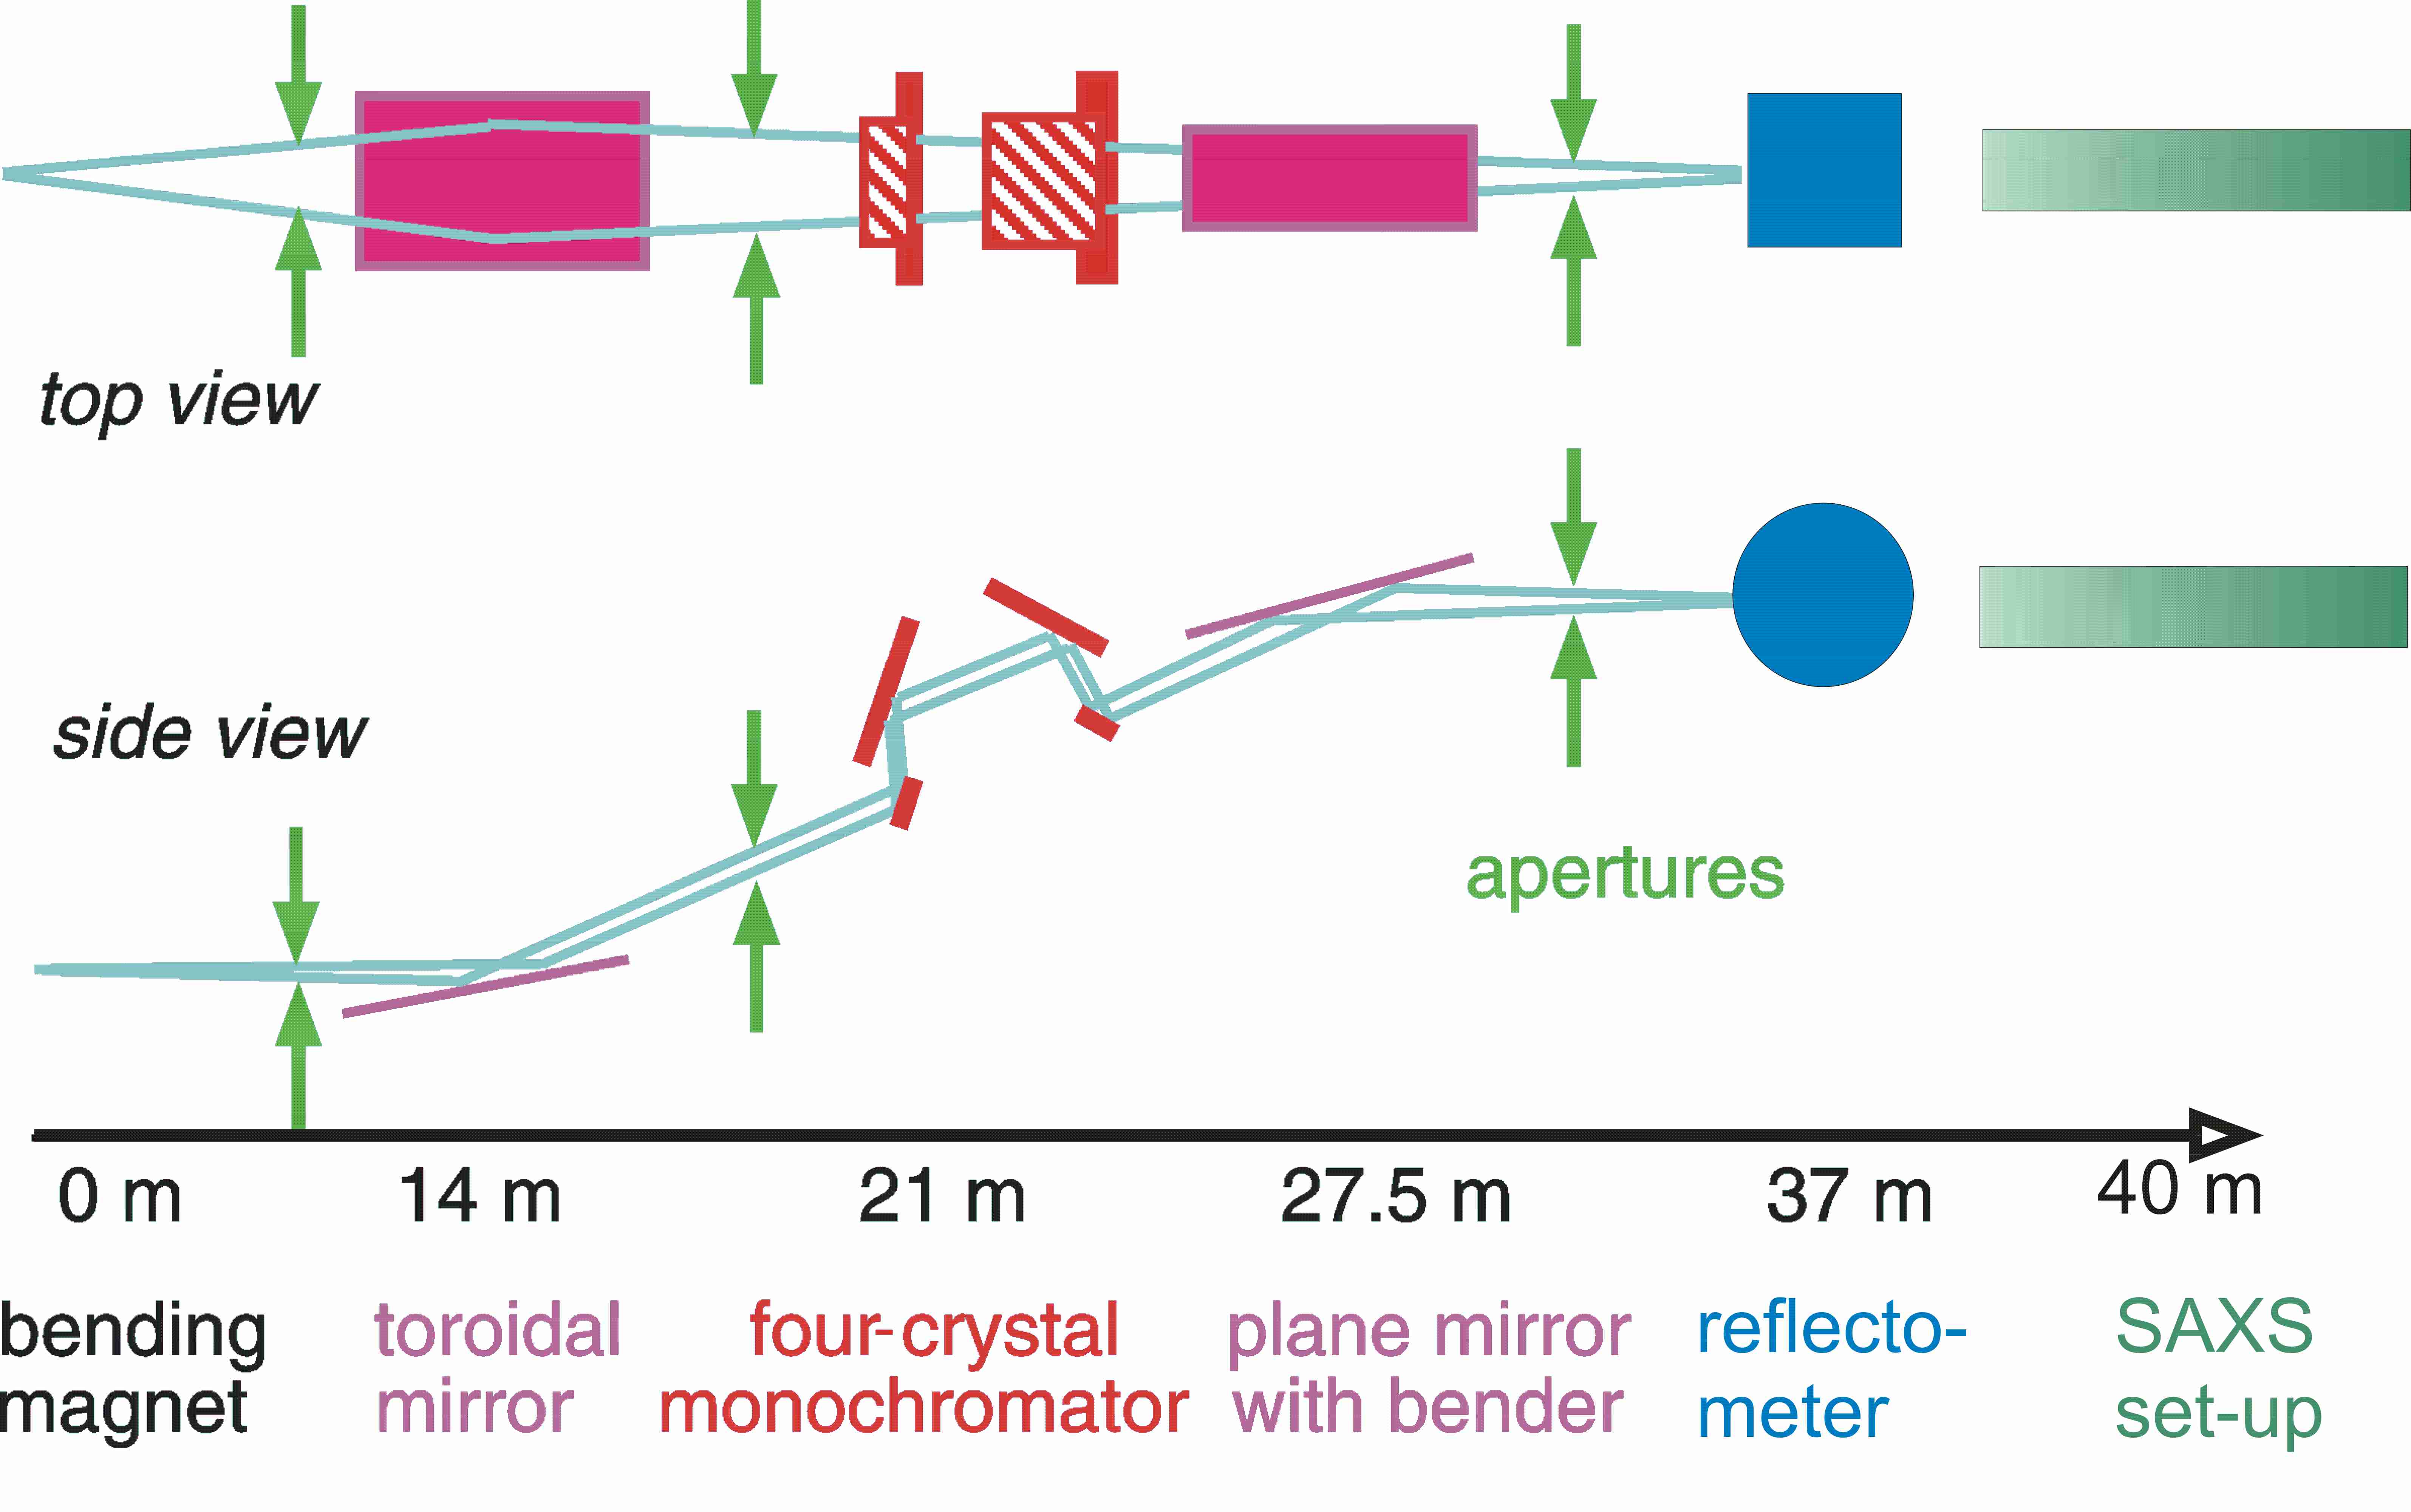 top view
side view
apertures
0 m 14 m 21 m 27.5 m 37 m 40 m
bending toroidal four-crystal plane mirror reflecto- SAXS
magnet mirror monochromator with bender meter set-up